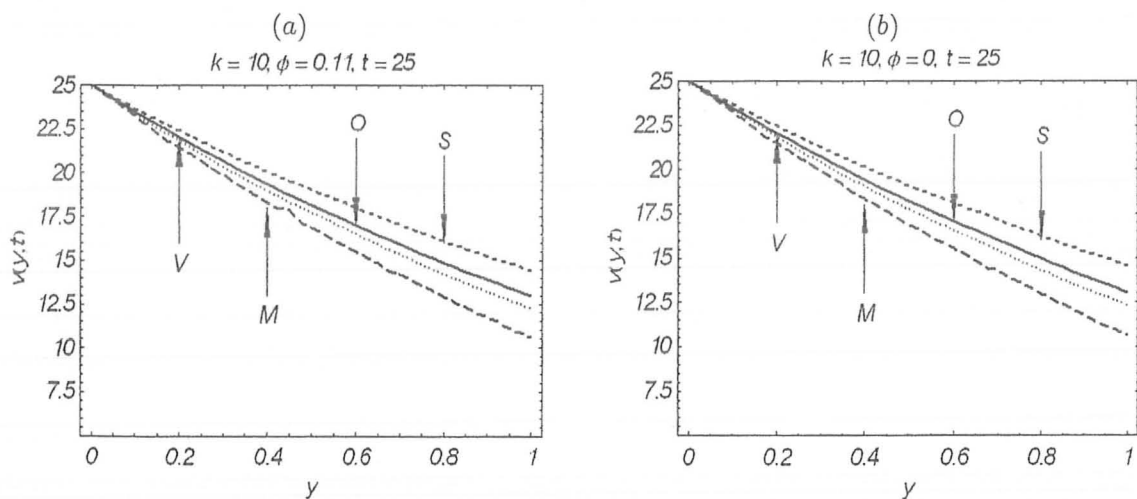 (a)
k = 10, ϕ = 0.11, t = 25
25
22.5
20
17.5
15
12.5
10
7.5
v(y, t)
O
S
V
M
0
0.2
0.4
0.6
0.8
1
y
(b)
k = 10, ϕ = 0, t = 25
25
22.5
20
17.5
15
12.5
10
7.5
v(y, t)
O
S
V
M
0
0.2
0.4
0.6
0.8
1
y